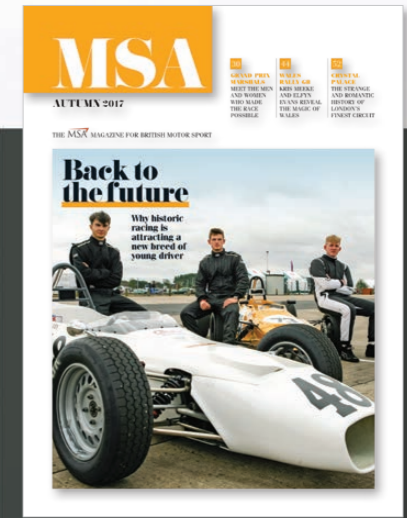 MSA
AUTUMN 2017
30
GRAND PRIX
MARSHALS
MEET THE MEN
AND WOMEN
WHO MADE
THE RACE
POSSIBLE
44
WALES
RALLY GB
KRIS MEEKE
AND ELFYN
EVANS REVEAL
THE MAGIC OF
WALES
52
CRYSTAL
PALACE
THE STRANGE
AND ROMANTIC
HISTORY OF
LONDON'S
FINEST CIRCUIT
THE MSA MAGAZINE FOR BRITISH MOTOR SPORT
Back to
the future
Why historic
racing is
attracting a
new breed of
young driver
48